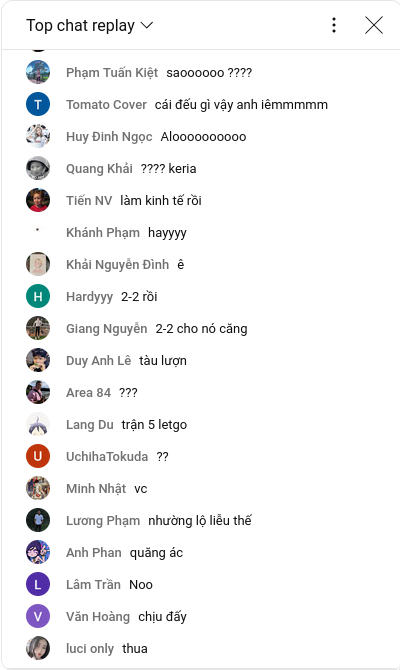 Top chat replay
Phạm Tuấn Kiệt saoooooo ????
T Tomato Cover cái đếu gì vậy anh iêmmmmm
Huy Đinh Ngọc Aloooooooooo
Quang Khải ???? keria
Tiến NV làm kinh tế rồi
Khánh Phạm hayyyy
Khải Nguyễn Đình ê
H Hardyyy 2-2 rồi
Giang Nguyễn 2-2 cho nó căng
Duy Anh Lê tàu lượn
Area 84 ???
Lang Du trận 5 letgo
U UchihaTokuda ??
Minh Nhật vc
Lương Phạm nhường lộ liễu thế
Anh Phan quăng ác
L Lâm Trần Noo
V Văn Hoàng chịu đấy
luci only thua